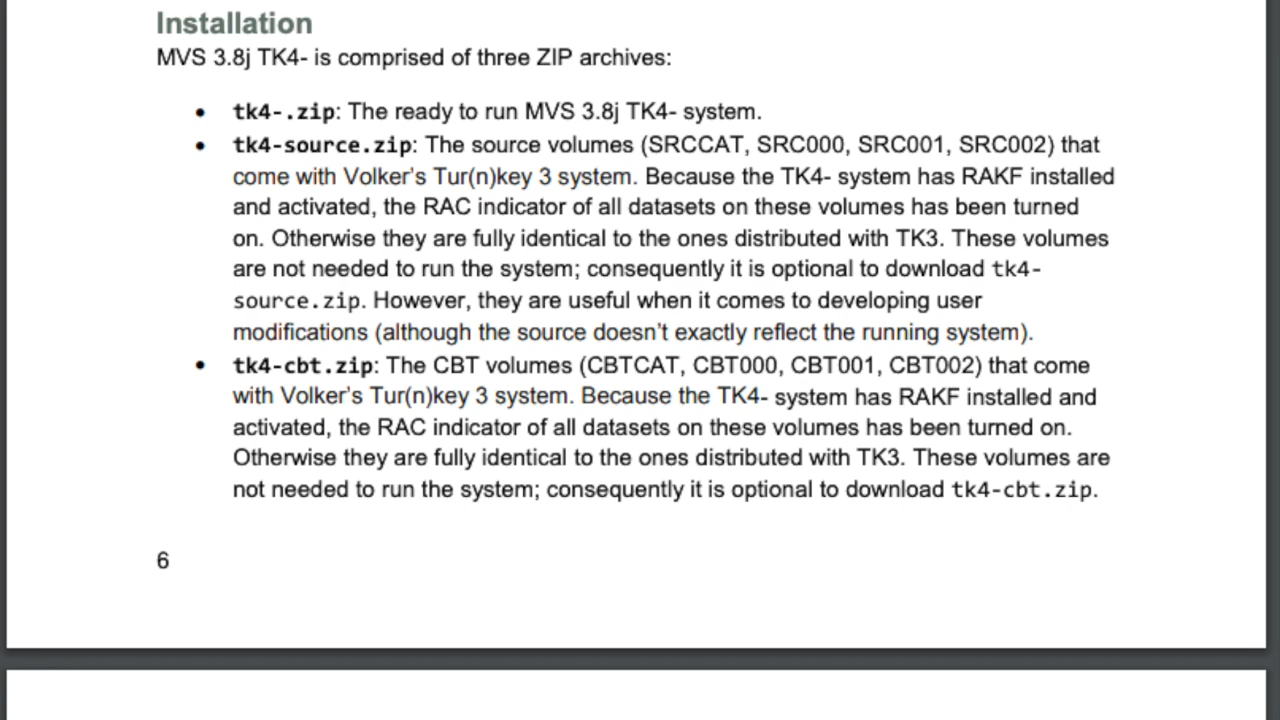 Installation
MVS 3.8j TK4- is comprised of three ZIP archives:
• tk4-.zip: The ready to run MVS 3.8j TK4- system.
• tk4-source.zip: The source volumes (SRCCAT, SRC000, SRC001, SRC002) that
come with Volker’s Tur(n)key 3 system. Because the TK4- system has RAKF installed
and activated, the RAC indicator of all datasets on these volumes has been turned
on. Otherwise they are fully identical to the ones distributed with TK3. These volumes
are not needed to run the system; consequently it is optional to download tk4-
source.zip. However, they are useful when it comes to developing user
modifications (although the source doesn’t exactly reflect the running system).
• tk4-cbt.zip: The CBT volumes (CBTCAT, CBT000, CBT001, CBT002) that come
with Volker’s Tur(n)key 3 system. Because the TK4- system has RAKF installed and
activated, the RAC indicator of all datasets on these volumes has been turned on.
Otherwise they are fully identical to the ones distributed with TK3. These volumes are
not needed to run the system; consequently it is optional to download tk4-cbt.zip.
6